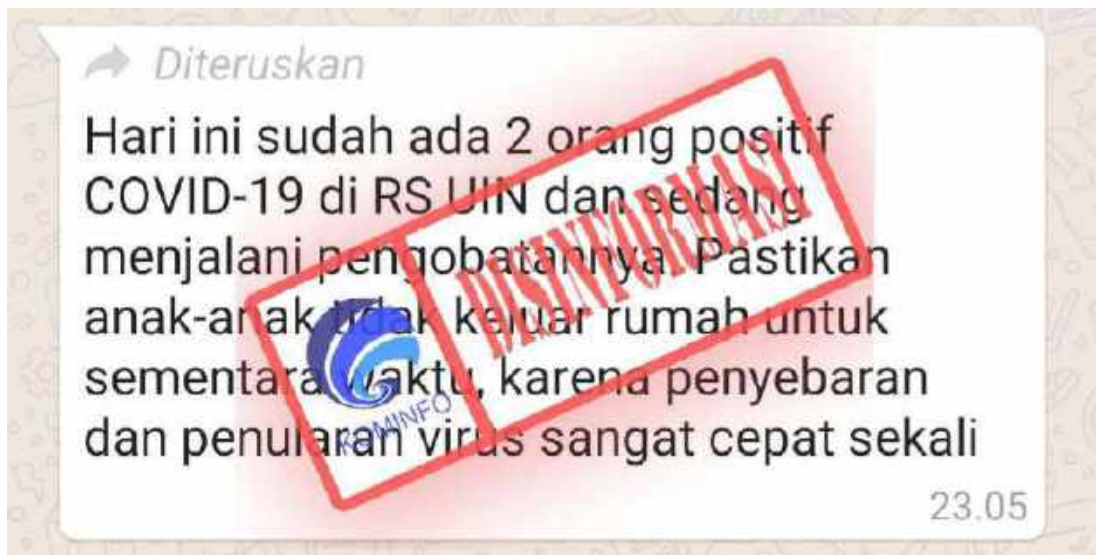 Diteruskan
Hari ini sudah ada 2 orang positif
COVID-19 di RS UIN dan sedang
menjalani pengobatannya. Pastikan
anak-anak tidak keluar rumah untuk
sementara waktu, karena penyebaran
dan penularan virus sangat cepat sekali
23.05
DISINFORMASI
KOMINFO